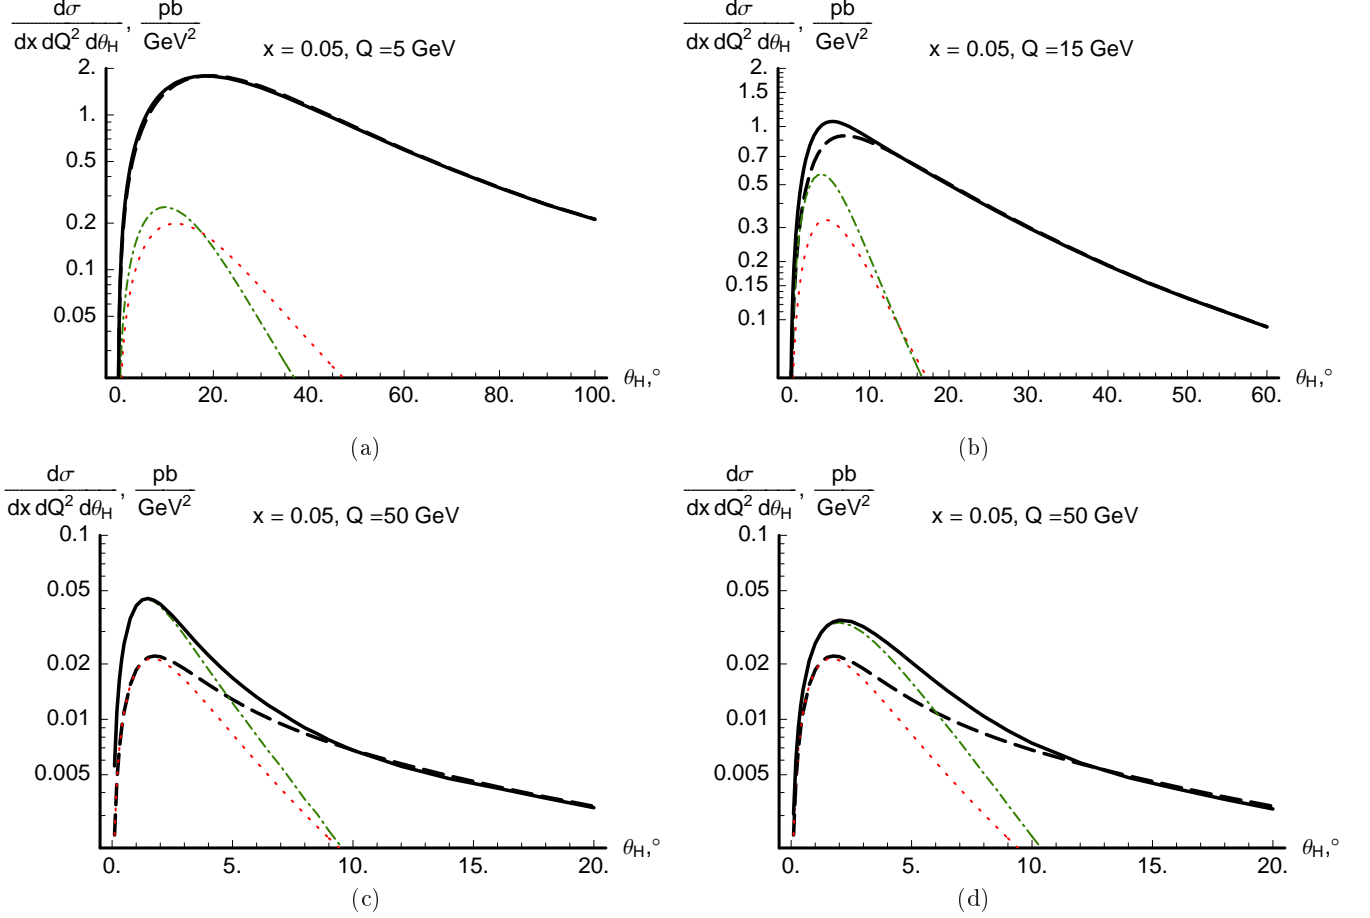 dσ
dx dQ² dθ_H , pb
GeV²
x = 0.05, Q =5 GeV
2.
1.
0.5
0.2
0.1
0.05
0. 20. 40. 60. 80. 100.
θ_H,°
(a)
dσ
dx dQ² dθ_H , pb
GeV²
x = 0.05, Q =15 GeV
2.
1.5
1.
0.7
0.5
0.3
0.2
0.15
0.1
0. 10. 20. 30. 40. 50. 60.
θ_H,°
(b)
dσ
dx dQ² dθ_H , pb
GeV²
x = 0.05, Q =50 GeV
0.1
0.05
0.02
0.01
0.005
0. 5. 10. 15. 20.
θ_H,°
(c)
dσ
dx dQ² dθ_H , pb
GeV²
x = 0.05, Q =50 GeV
0.1
0.05
0.02
0.01
0.005
0. 5. 10. 15. 20.
θ_H,°
(d)